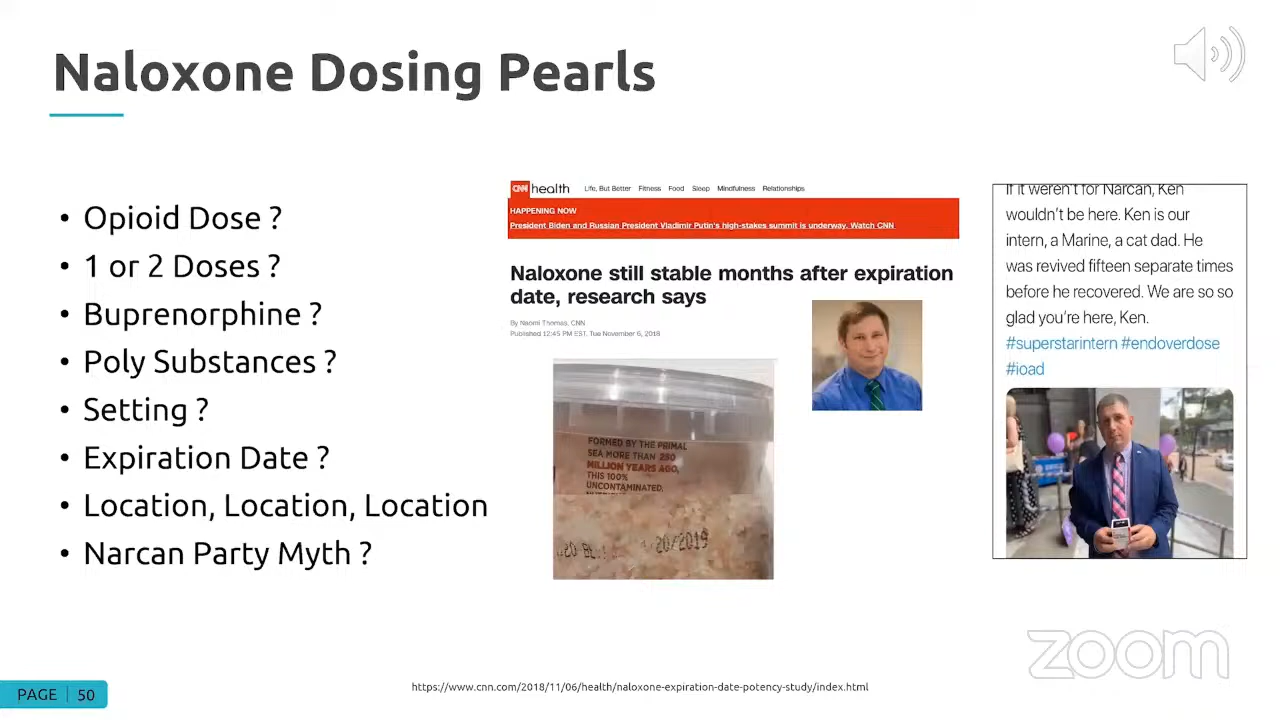 Naloxone Dosing Pearls
• Opioid Dose ?
• 1 or 2 Doses ?
• Buprenorphine ?
• Poly Substances ?
• Setting ?
• Expiration Date ?
• Location, Location, Location
• Narcan Party Myth ?
CNN health Life, But Better Fitness Food Sleep Mindfulness Relationships
HAPPENING NOW
President Biden and Russian President Vladimir Putin's high-stakes summit is underway. Watch CNN
Naloxone still stable months after expiration
date, research says
By Naomi Thomas, CNN
Published 12:45 PM EST, Tue November 6, 2018
FORMED BY THE PRIMAL
SEA MORE THAN 250
MILLION YEARS AGO,
THIS 100%
UNCONTAMINATED,
20/2019
If it weren't for Narcan, Ken
wouldn't be here. Ken is our
intern, a Marine, a cat dad. He
was revived fifteen separate times
before he recovered. We are so so
glad you're here, Ken.
#superstarintern #endoverdose
#ioad
zoom
PAGE | 50
https://www.cnn.com/2018/11/06/health/naloxone-expiration-date-potency-study/index.html